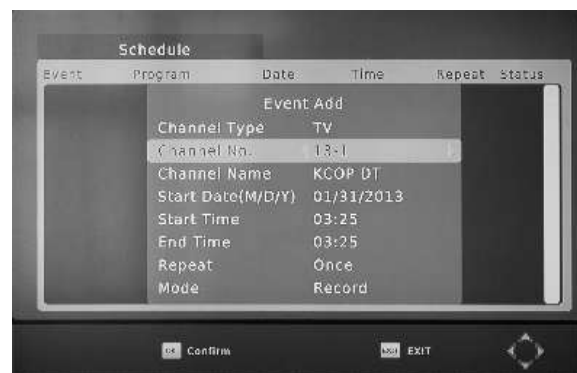 Schedule
Event Program Date Time Repeat Status
Event Add
Channel Type TV
Channel No. 13-1
Channel Name KCOP DT
Start Date(M/D/Y) 01/31/2013
Start Time 03:25
End Time 03:25
Repeat Once
Mode Record
OK Confirm EXIT EXIT